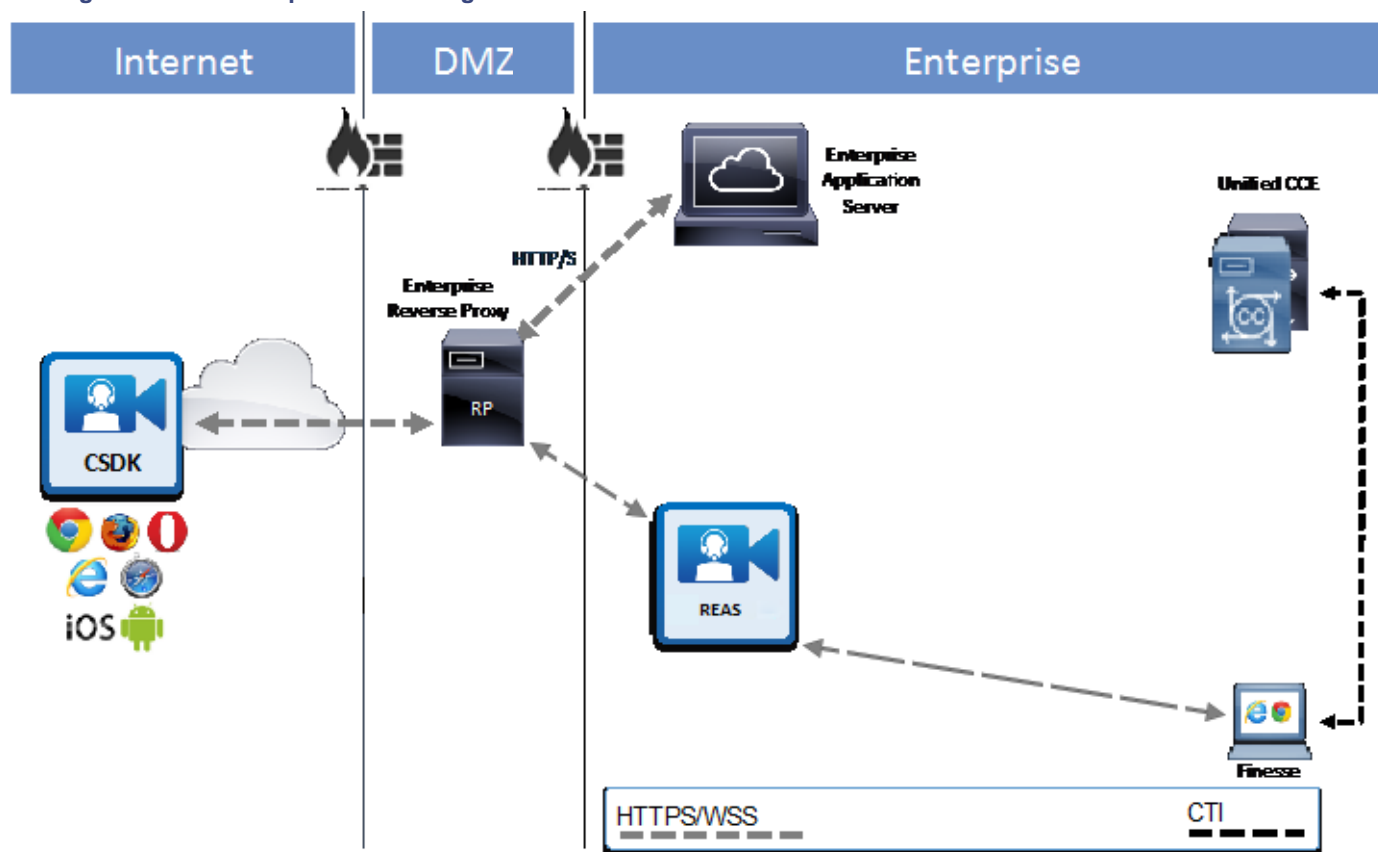 Internet
DMZ
Enterprise
Enterprise
Application
Server
Unified CCE
HTTP/S
Enterprise
Reverse Proxy
RP
CC
CSDK
iOS
REAS
Finesse
HTTPS/WSS
CTI